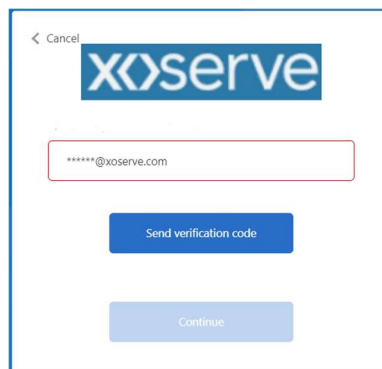 Cancel
xoserve
******@xoserve.com
Send verification code
Continue